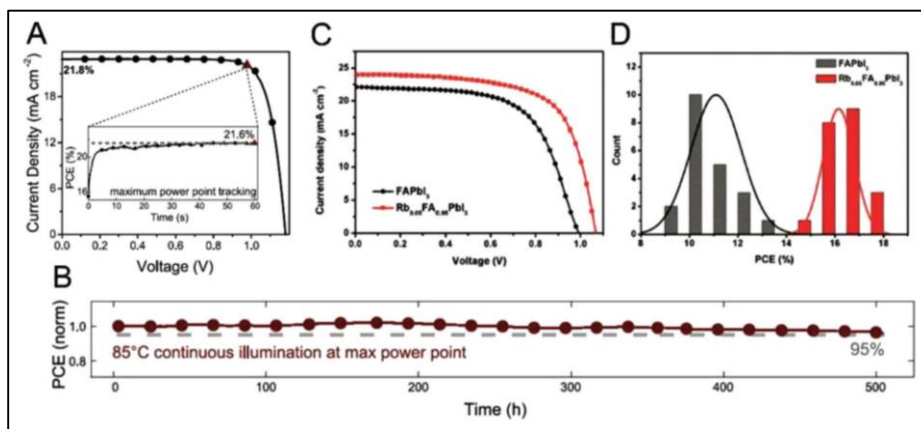 A
21.8%
Current Density (mA cm⁻²)
24
18
12
6
0
0.0 0.2 0.4 0.6 0.8 1.0
Voltage (V)
21.6%
PCE (%)
20
16
0 10 20 30 40 50 60
Time (s)
maximum power point tracking
C
Current density (mA cm⁻²)
30
25
20
15
10
5
0
FAPbI₃
Rb₀.₀₅FA₀.₉₅PbI₃
0.0 0.2 0.4 0.6 0.8 1.0
Voltage (V)
D
Count
12
10
8
6
4
2
0
FAPbI₃
Rb₀.₀₅FA₀.₉₅PbI₃
10 12 14 16 18
PCE (%)
B
PCE (norm)
1.0
0.8
85°C continuous illumination at max power point
95%
0 100 200 300 400 500
Time (h)